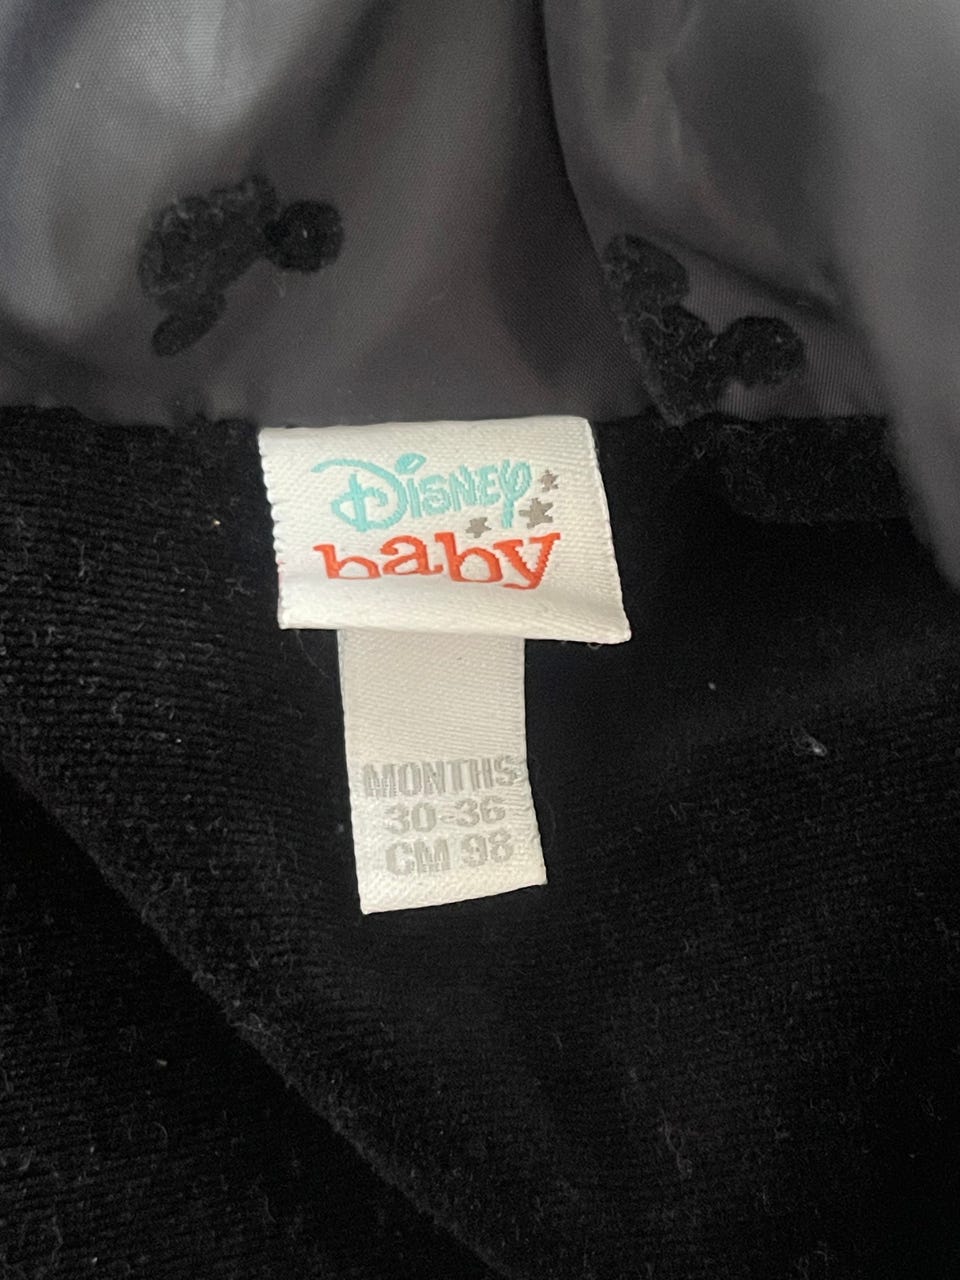 Disney
baby
MONTHS
30-36
CM 98